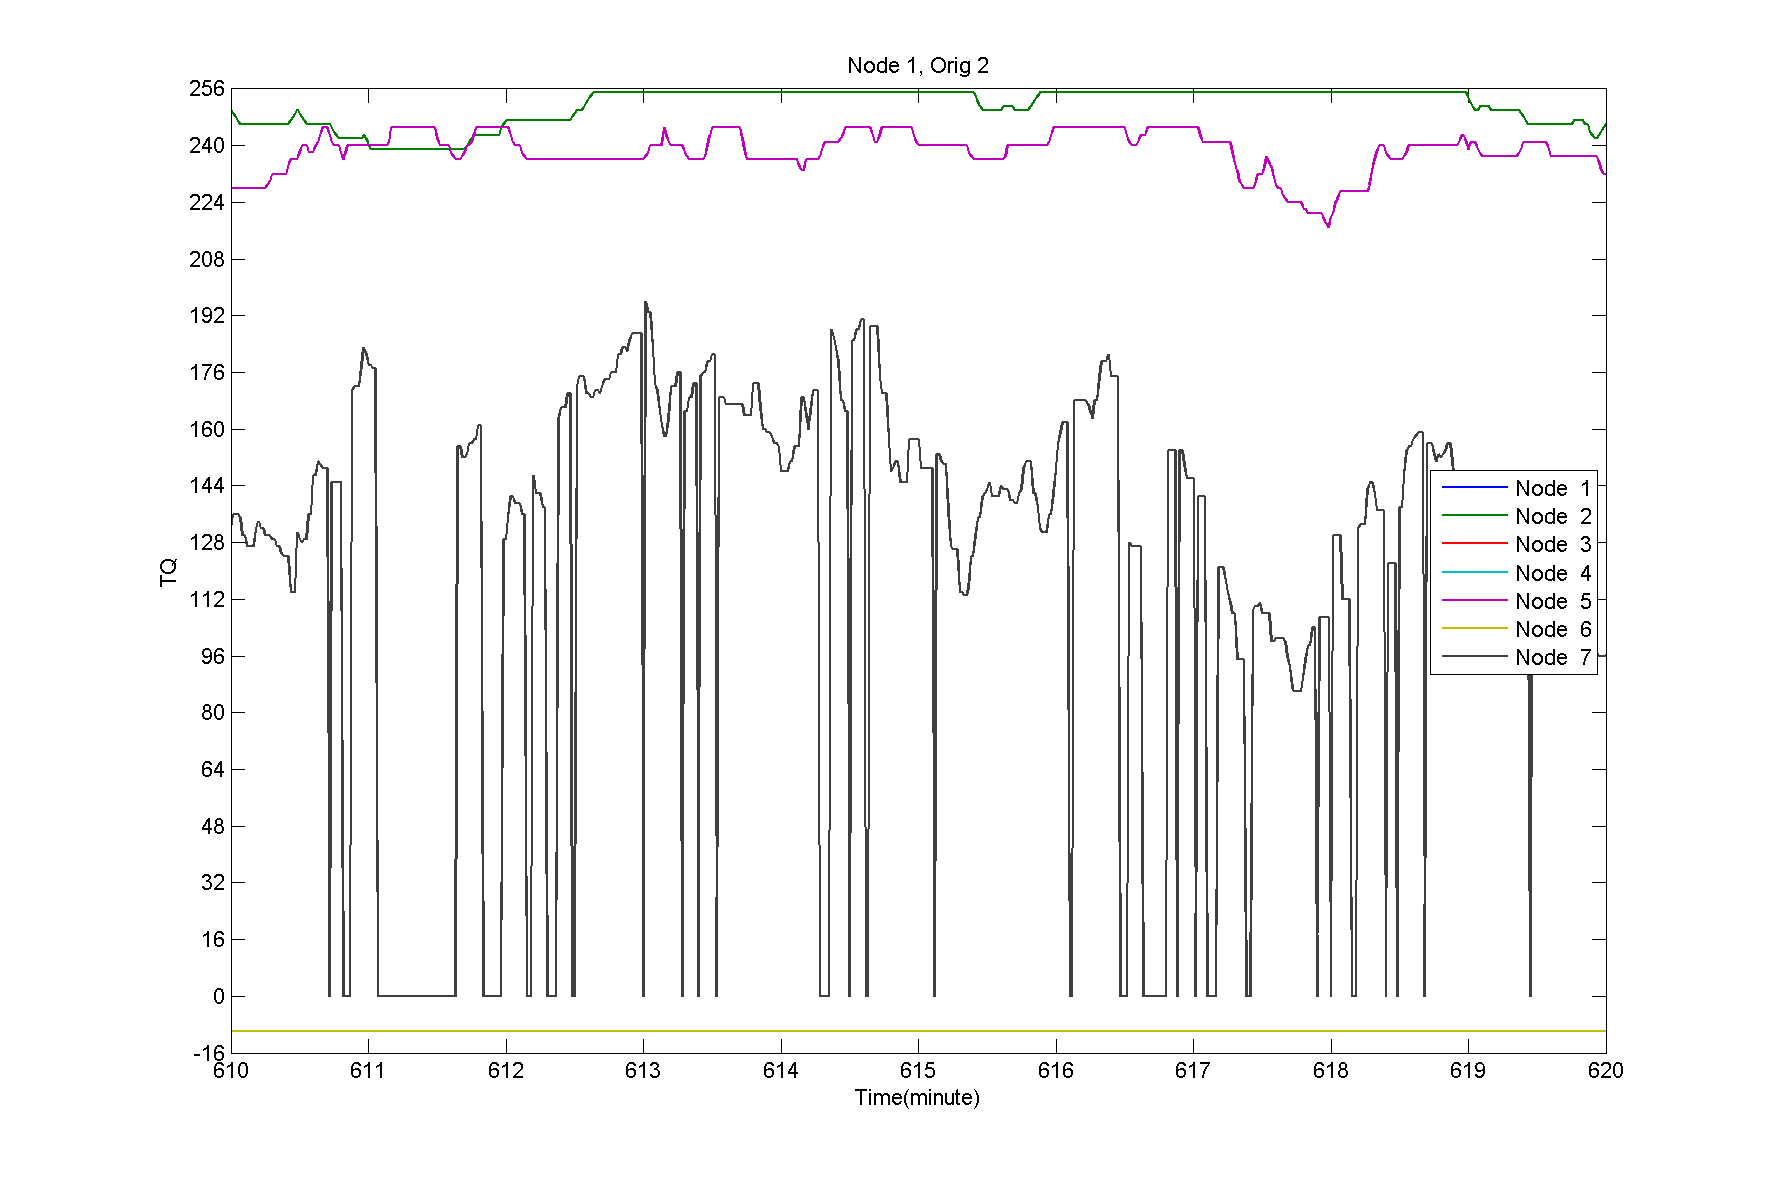 Node 1, Orig 2
256
240
224
208
192
176
160
144
128
112
96
80
64
48
32
16
0
-16
TQ
Node 1
Node 2
Node 3
Node 4
Node 5
Node 6
Node 7
610 611 612 613 614 615 616 617 618 619 620
Time(minute)